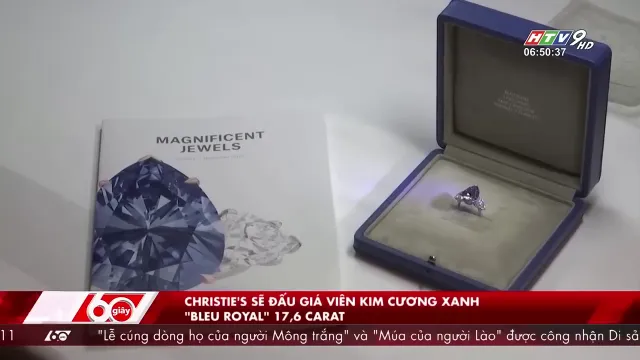 HTV9 HD
06:50:37
MAGNIFICENT
JEWELS
60 giây
CHRISTIE'S SẼ ĐẤU GIÁ VIÊN KIM CƯƠNG XANH
"BLEU ROYAL" 17,6 CARAT
11 60 "Lễ cúng dòng họ của người Mông trắng" và "Múa của người Lào" được công nhận Di sả